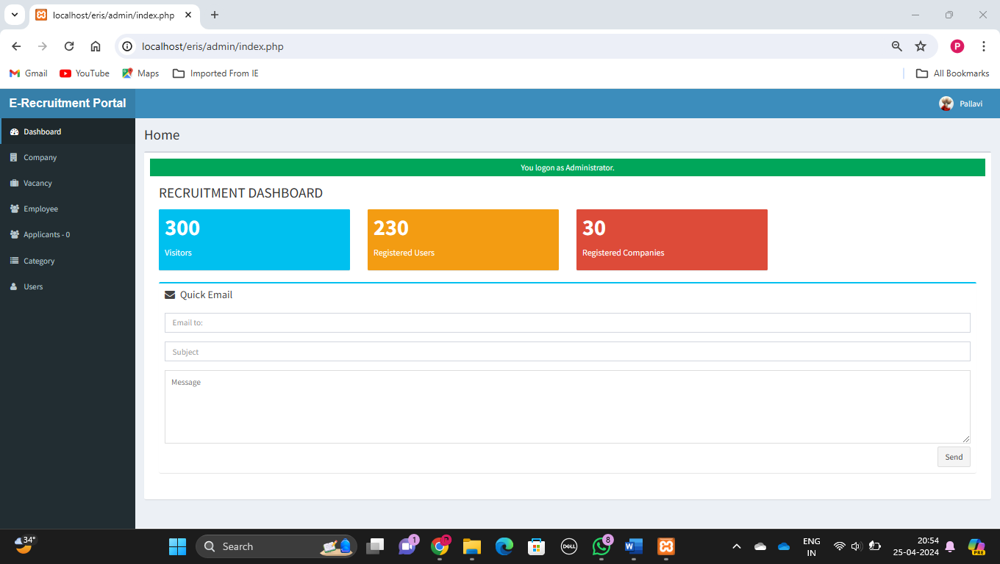 localhost/eris/admin/index.php
localhost/eris/admin/index.php
P
Gmail
YouTube
Maps
Imported From IE
All Bookmarks
E-Recruitment Portal
Pallavi
Dashboard
Company
Vacancy
Employee
Applicants - 0
Category
Users
Home
You logon as Administrator.
RECRUITMENT DASHBOARD
300
Visitors
230
Registered Users
30
Registered Companies
Quick Email
Email to:
Subject
Message
Send
34°
Search
1
DELL
8
W
ENG
IN
20:54
25-04-2024
PRE